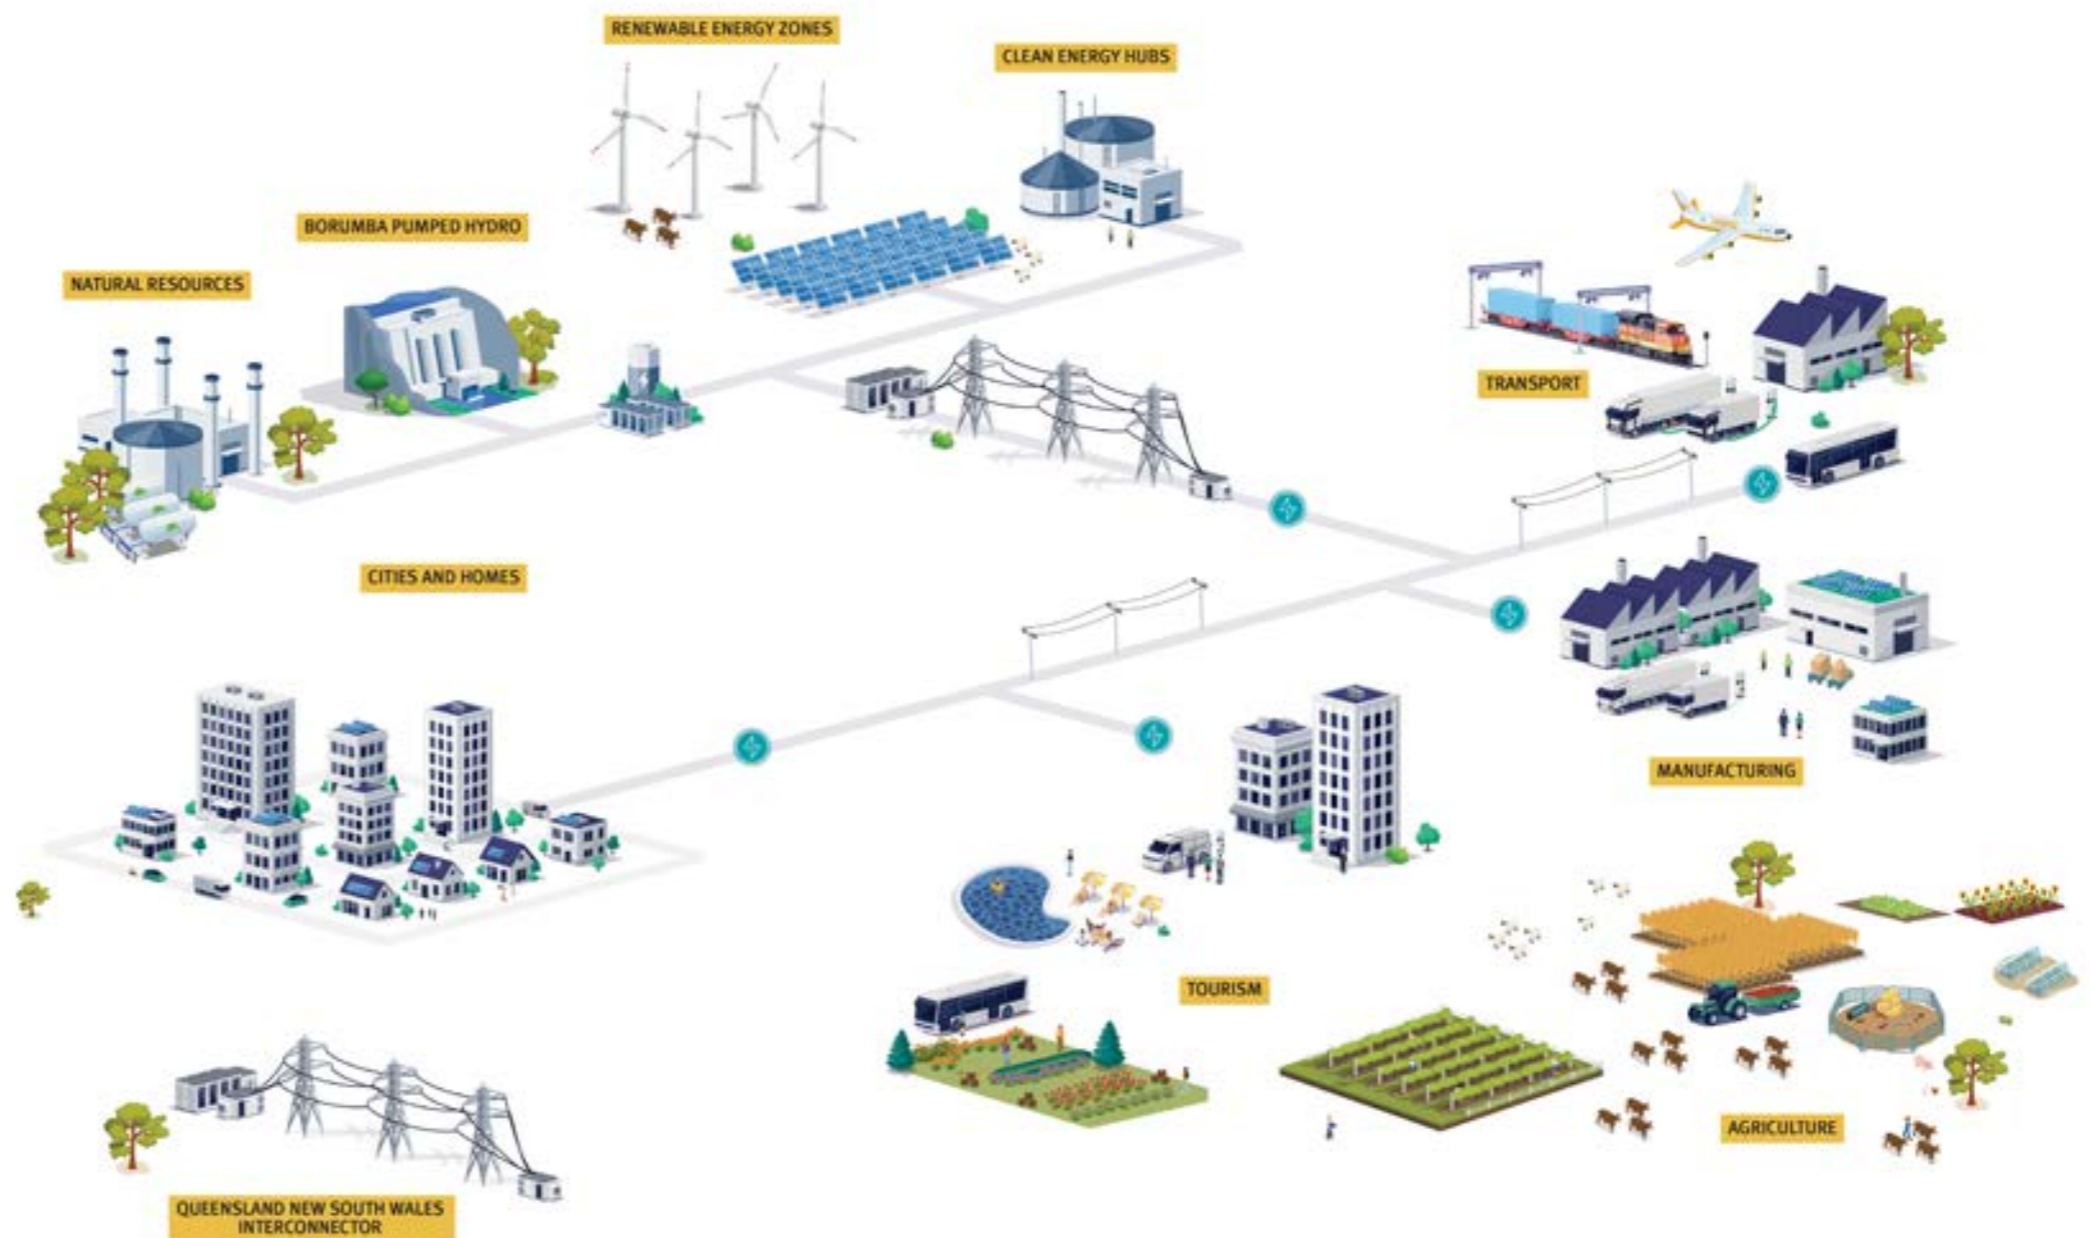 RENEWABLE ENERGY ZONES
CLEAN ENERGY HUBS
BORUMBA PUMPED HYDRO
NATURAL RESOURCES
TRANSPORT
CITIES AND HOMES
MANUFACTURING
TOURISM
AGRICULTURE
QUEENSLAND NEW SOUTH WALES
INTERCONNECTOR